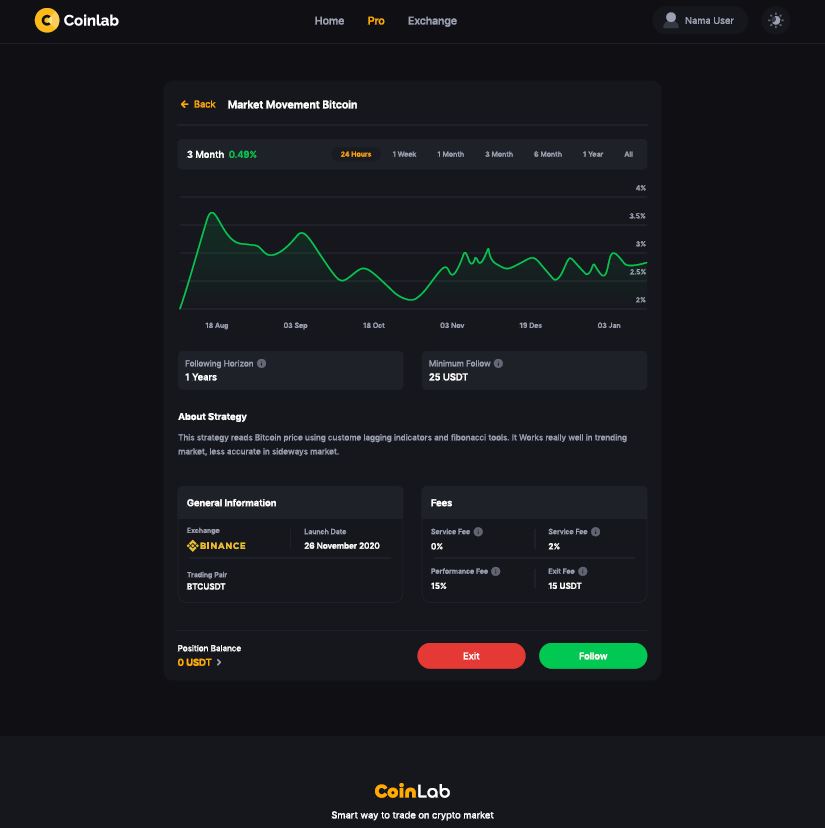 C Coinlab
Home Pro Exchange
Nama User
Back Market Movement Bitcoin
3 Month 0.49% 24 Hours 1 Week 1 Month 3 Month 6 Month 1 Year All
4%
3.5%
3%
2.5%
2%
18 Aug 03 Sep 18 Oct 03 Nov 19 Des 03 Jan
Following Horizon
1 Years
Minimum Follow
25 USDT
About Strategy
This strategy reads Bitcoin price using custome lagging indicators and fibonacci tools. It Works really well in trending
market, less accurate in sideways market.
General Information
Exchange
BINANCE
Launch Date
26 November 2020
Trading Pair
BTCUSDT
Fees
Service Fee
0%
Service Fee
2%
Performance Fee
15%
Exit Fee
15 USDT
Position Balance
0 USDT
Exit
Follow
CoinLab
Smart way to trade on crypto market